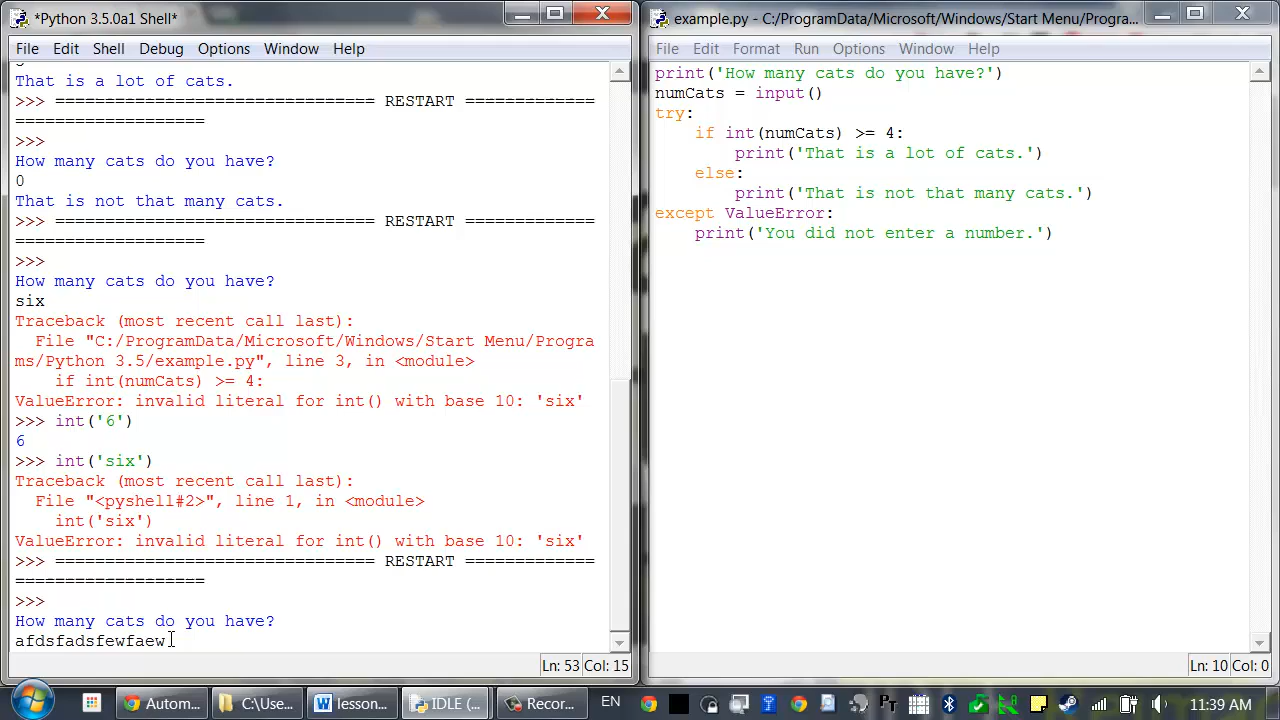 *Python 3.5.0a1 Shell*
File Edit Shell Debug Options Window Help
That is a lot of cats.
>>> ================================ RESTART =============
===================
>>>
How many cats do you have?
0
That is not that many cats.
>>> ================================ RESTART =============
===================
>>>
How many cats do you have?
six
Traceback (most recent call last):
  File "C:/ProgramData/Microsoft/Windows/Start Menu/Progra
ms/Python 3.5/example.py", line 3, in <module>
    if int(numCats) >= 4:
ValueError: invalid literal for int() with base 10: 'six'
>>> int('6')
6
>>> int('six')
Traceback (most recent call last):
  File "<pyshell#2>", line 1, in <module>
    int('six')
ValueError: invalid literal for int() with base 10: 'six'
>>> ================================ RESTART =============
===================
>>>
How many cats do you have?
afdsfadsfewfaew
Ln: 53 Col: 15
example.py - C:/ProgramData/Microsoft/Windows/Start Menu/Progra...
File Edit Format Run Options Window Help
print('How many cats do you have?')
numCats = input()
try:
    if int(numCats) >= 4:
        print('That is a lot of cats.')
    else:
        print('That is not that many cats.')
except ValueError:
    print('You did not enter a number.')
Ln: 10 Col: 0
Autom... C:\Use... lesson... IDLE (... Recor... EN 11:39 AM